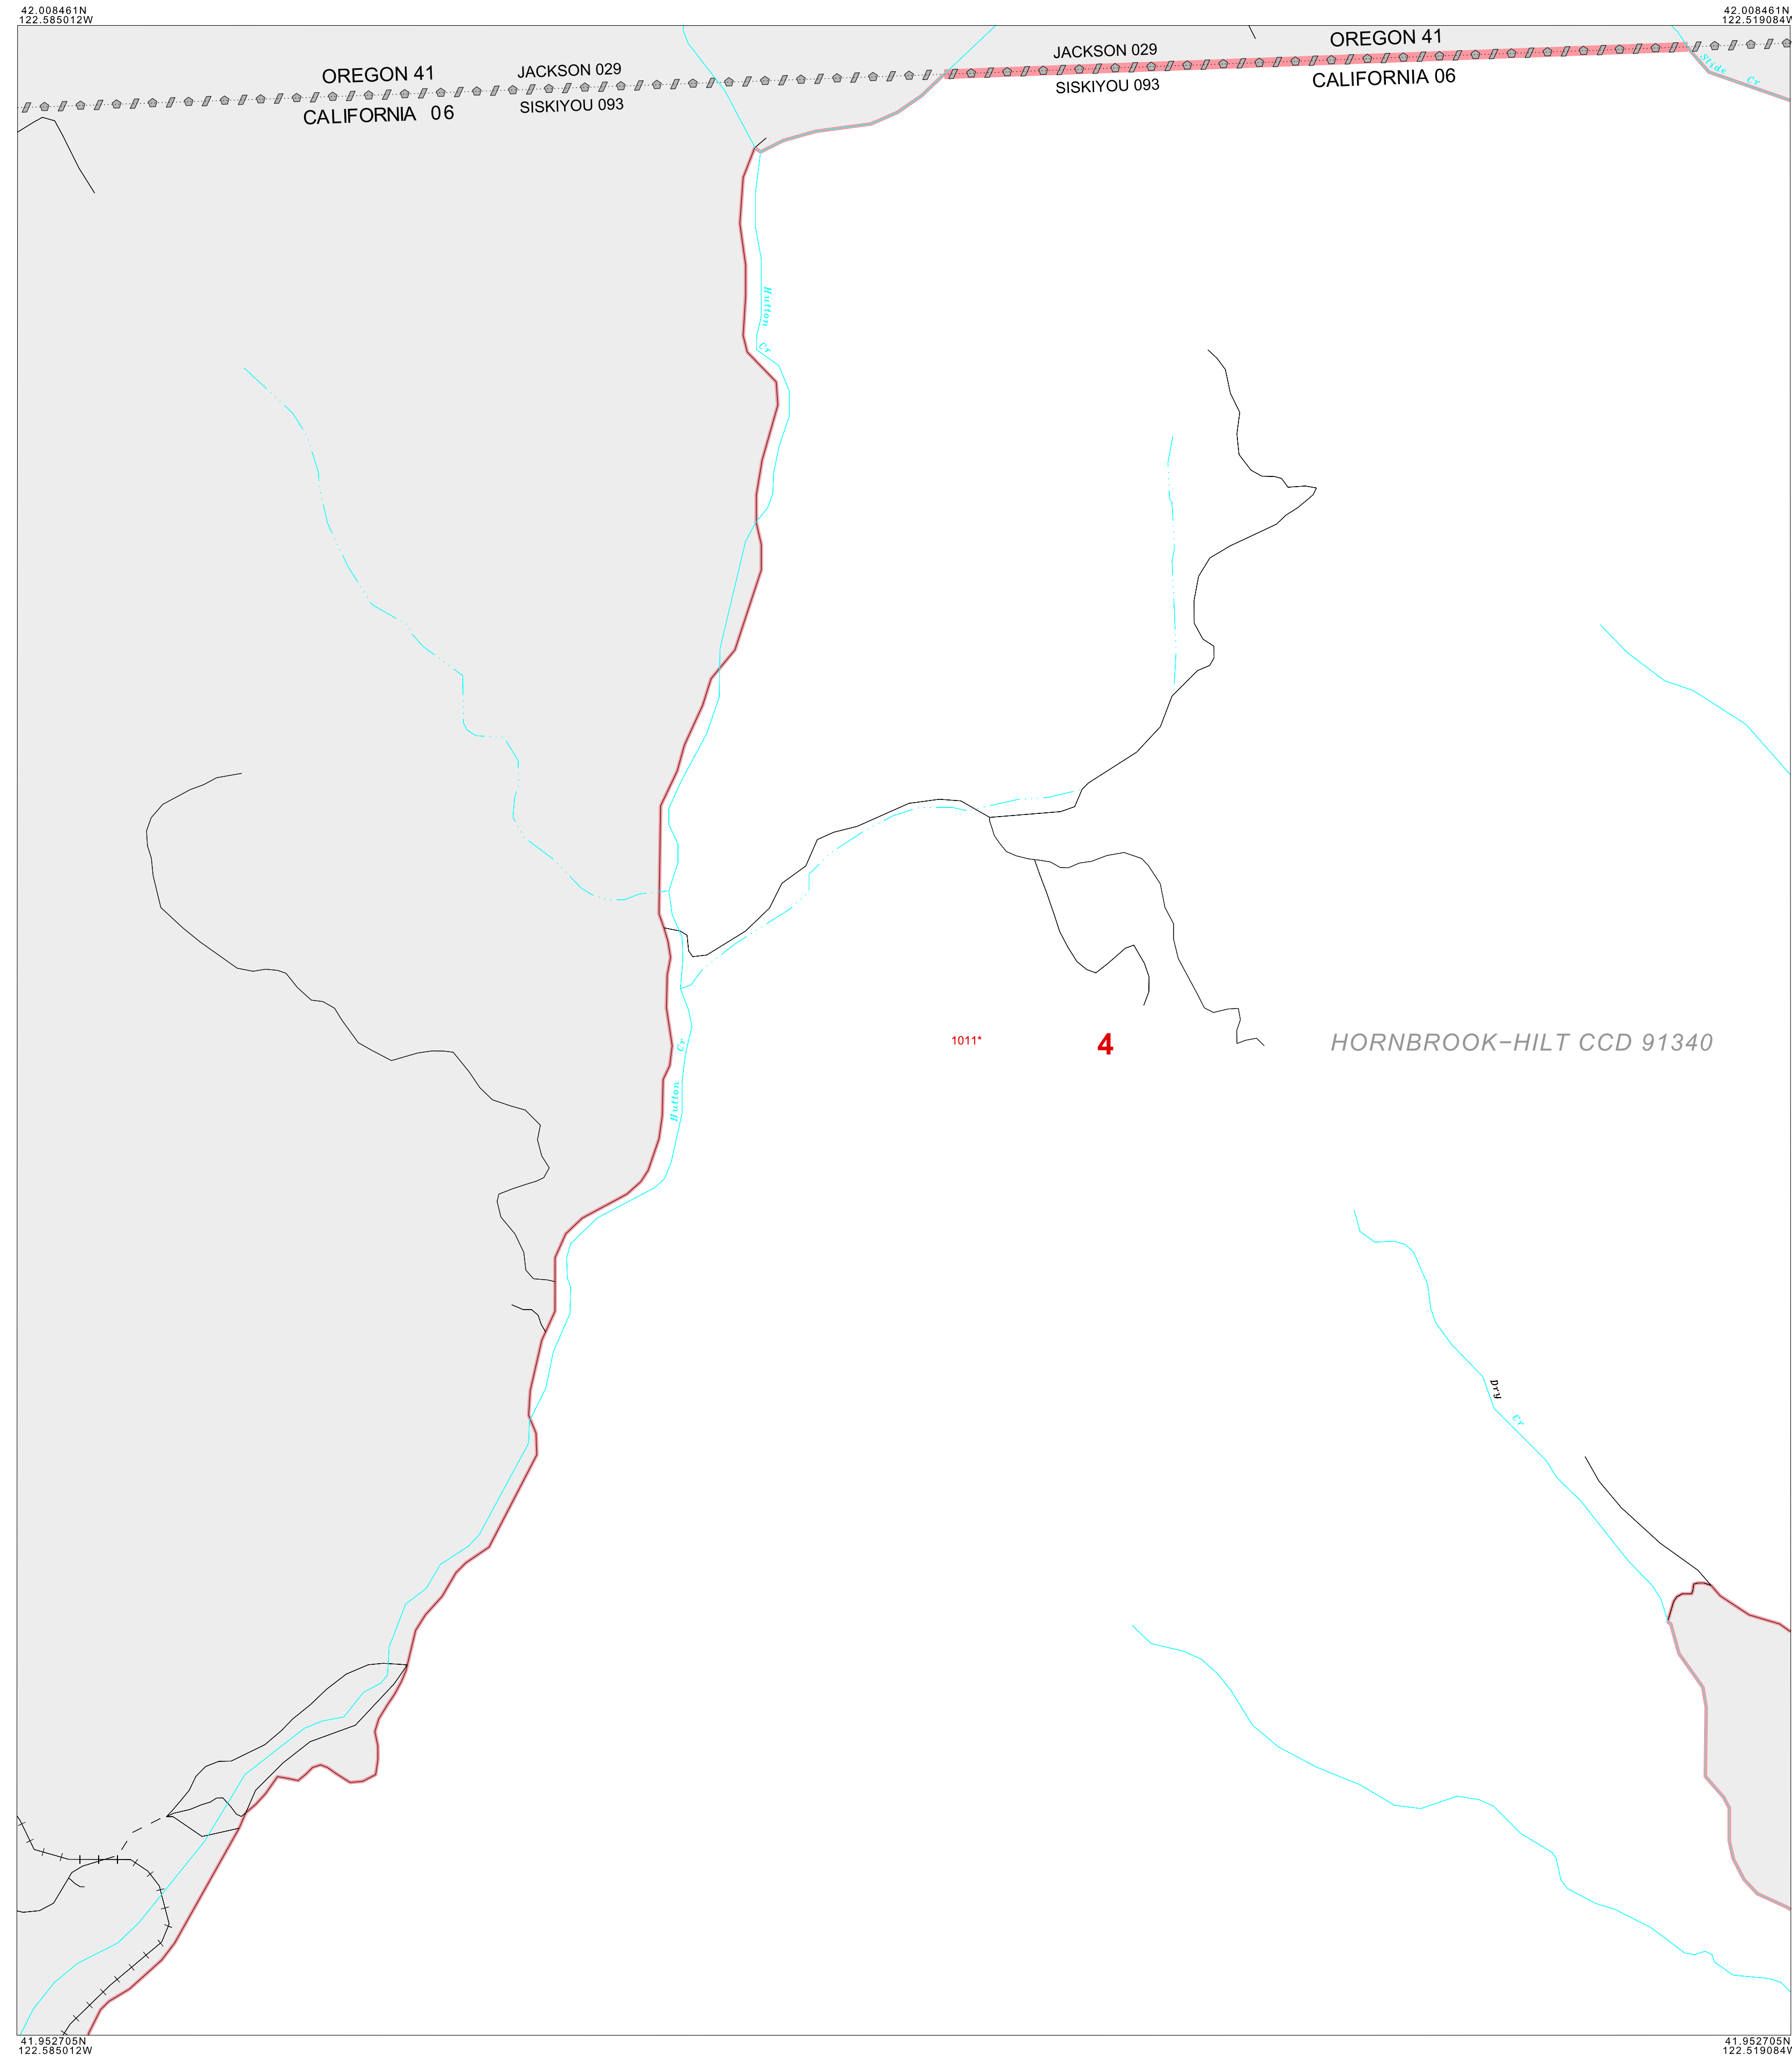 42.008461N
122.585012W
42.008461N
122.519084W
OREGON 41
JACKSON 029
JACKSON 029
OREGON 41
CALIFORNIA 06
SISKIYOU 093
SISKIYOU 093
CALIFORNIA 06
Slide Cr
Hutton Cr
1011*
4
HORNBROOK-HILT CCD 91340
Hutton Cr
Dry Cr
41.952705N
122.585012W
41.952705N
122.519084W